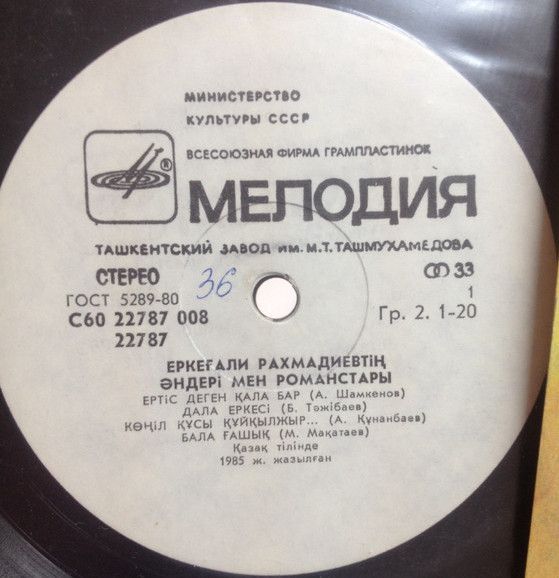 МИНИСТЕРСТВО
КУЛЬТУРЫ СССР
ВСЕСОЮЗНАЯ ФИРМА ГРАМПЛАСТИНОК
®
МЕЛОДИЯ
ТАШКЕНТСКИЙ ЗАВОД ИМ. М.Т. ТАШМУХАМЕДОВА
СТЕРЕО 36 33
ГОСТ 5289-80 1
С60 22787 008 Гр. 2. 1-20
22787
ЕРКЕҒАЛИ РАХМАДИЕВТІҢ
ӘНДЕРІ МЕН РОМАНСТАРЫ
ЕРТІС ДЕГЕН ҚАЛА БАР (А. Шамкенов)
ДАЛА ЕРКЕСІ (Б. Тәжібаев)
КӨҢІЛ ҚҰСЫ ҚҰЙҚЫЛЖЫР... (А. Құнанбаев)
БАЛА ҒАШЫҚ (М. Мақатаев)
Қазақ тілінде
1985 ж. жазылған